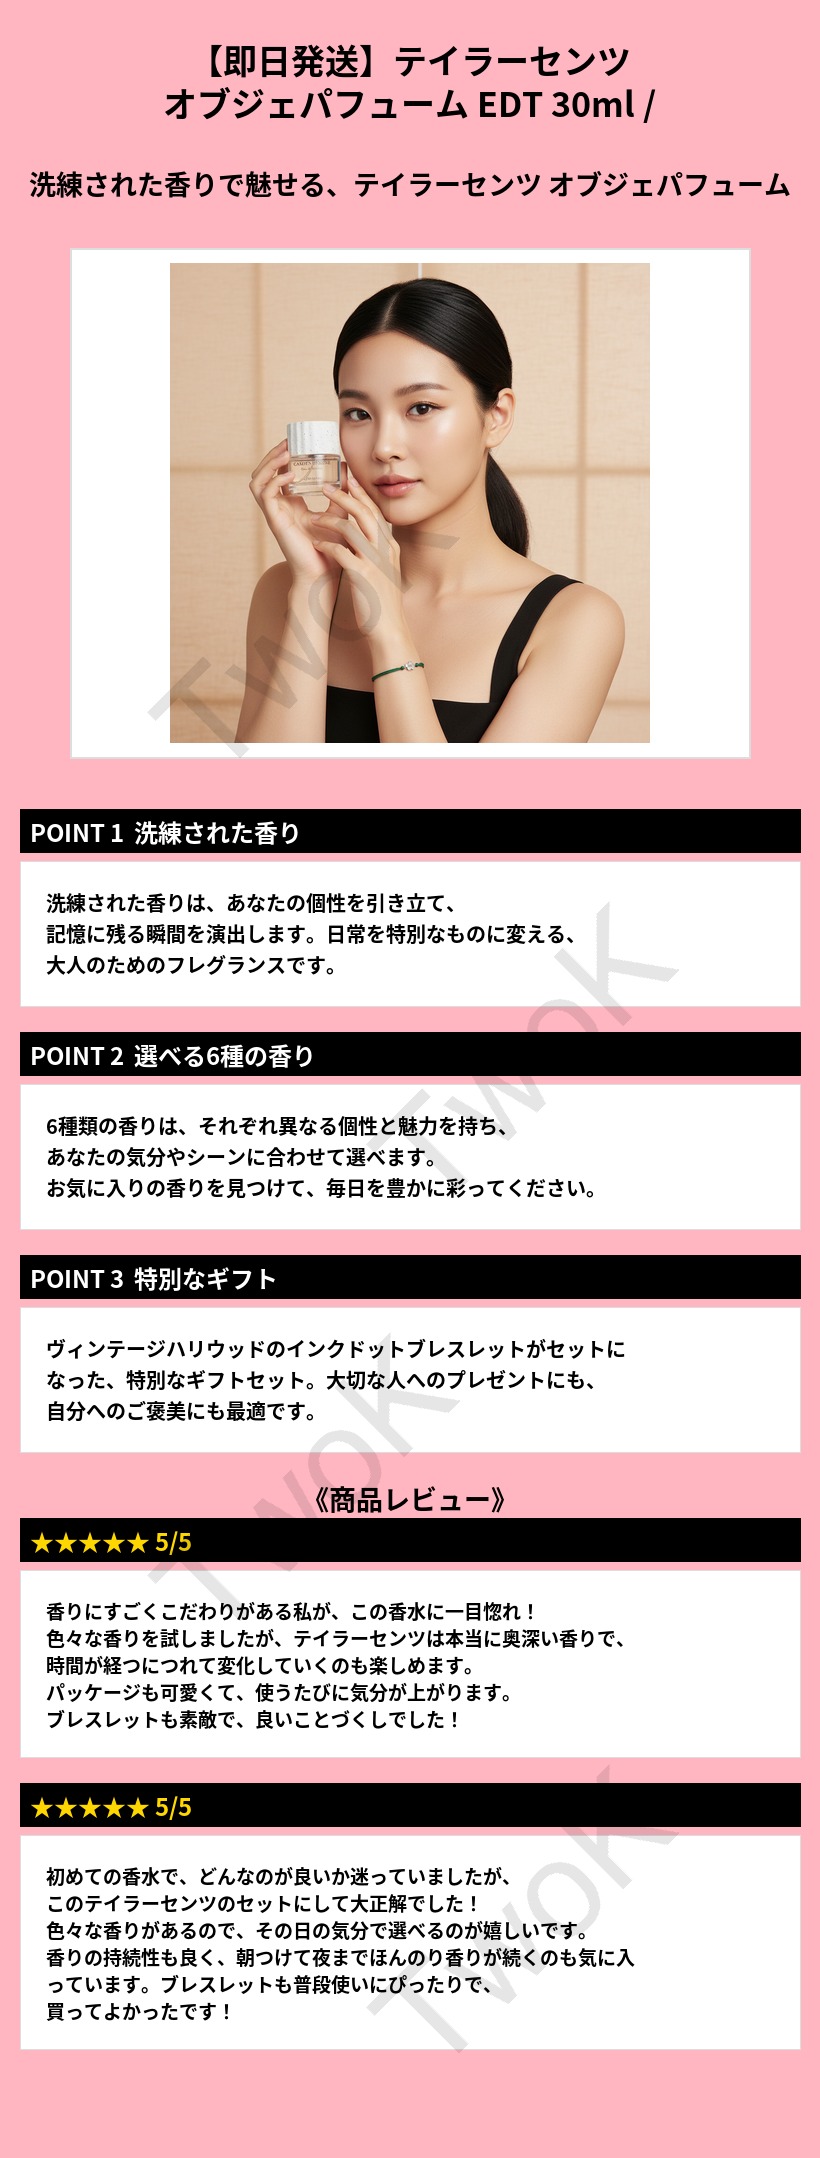 【即日発送】テイラーセンツ
オブジェパフューム EDT 30ml /
洗練された香りで魅せる、テイラーセンツ オブジェパフューム
POINT 1 洗練された香り
洗練された香りは、あなたの個性を引き立て、
記憶に残る瞬間を演出します。日常を特別なものに変える、
大人のためのフレグランスです。
POINT 2 選べる6種の香り
6種類の香りは、それぞれ異なる個性と魅力を持ち、
あなたの気分やシーンに合わせて選べます。
お気に入りの香りを見つけて、毎日を豊かに彩ってください。
POINT 3 特別なギフト
ヴィンテージハリウッドのインクドットブレスレットがセットに
なった、特別なギフトセット。大切な人へのプレゼントにも、
自分へのご褒美にも最適です。
《商品レビュー》
★★★★★ 5/5
香りにすごくこだわりがある私が、この香水に一目惚れ！
色々な香りを試しましたが、テイラーセンツは本当に奥深い香りで、
時間が経つにつれて変化していくのも楽しめます。
パッケージも可愛くて、使うたびに気分が上がります。
ブレスレットも素敵で、良いことづくしでした！
★★★★★ 5/5
初めての香水で、どんなのが良いか迷っていましたが、
このテイラーセンツのセットにして大正解でした！
色々な香りがあるので、その日の気分で選べるのが嬉しいです。
香りの持続性も良く、朝つけて夜までほんのり香りが続くのも気に入
っています。ブレスレットも普段使いにぴったりで、
買ってよかったです！
TwoK
TwoK
TwoK
TwoK